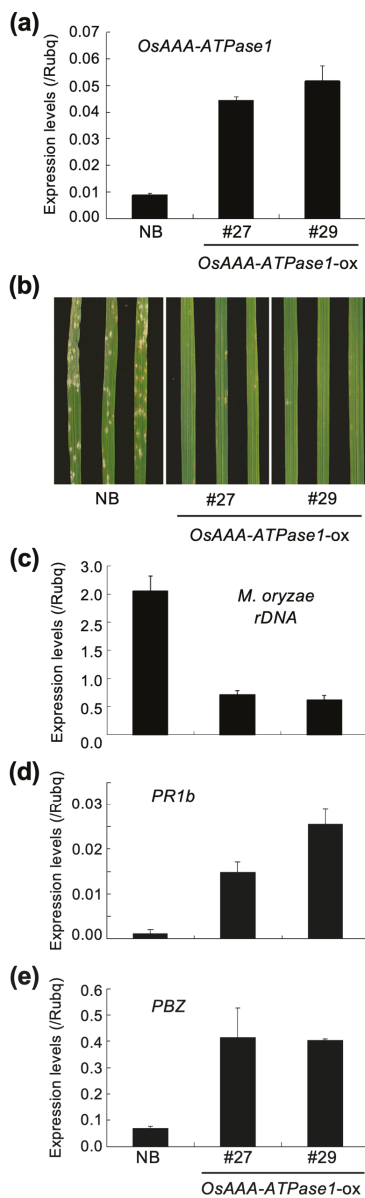 (a)
OsAAA-ATPase1
Expression levels (/Rubq)
0.07
0.06
0.05
0.04
0.03
0.02
0.01
0.00
NB #27 #29
OsAAA-ATPase1-ox
(b)
NB #27 #29
OsAAA-ATPase1-ox
(c)
M. oryzae
rDNA
Expression levels (/Rubq)
3.0
2.0
1.0
0.5
0.0
(d)
PR1b
Expression levels (/Rubq)
0.03
0.02
0.01
0.00
(e)
PBZ
Expression levels (/Rubq)
0.6
0.5
0.4
0.3
0.2
0.1
0.0
NB #27 #29
OsAAA-ATPase1-ox